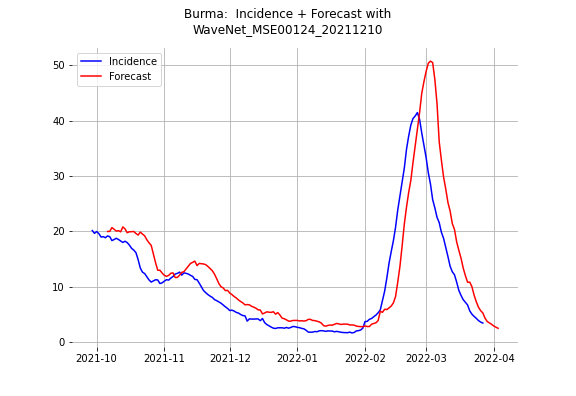 Burma:  Incidence + Forecast with
WaveNet_MSE00124_20211210
Incidence
Forecast
50
40
30
20
10
0
2021-10 2021-11 2021-12 2022-01 2022-02 2022-03 2022-04